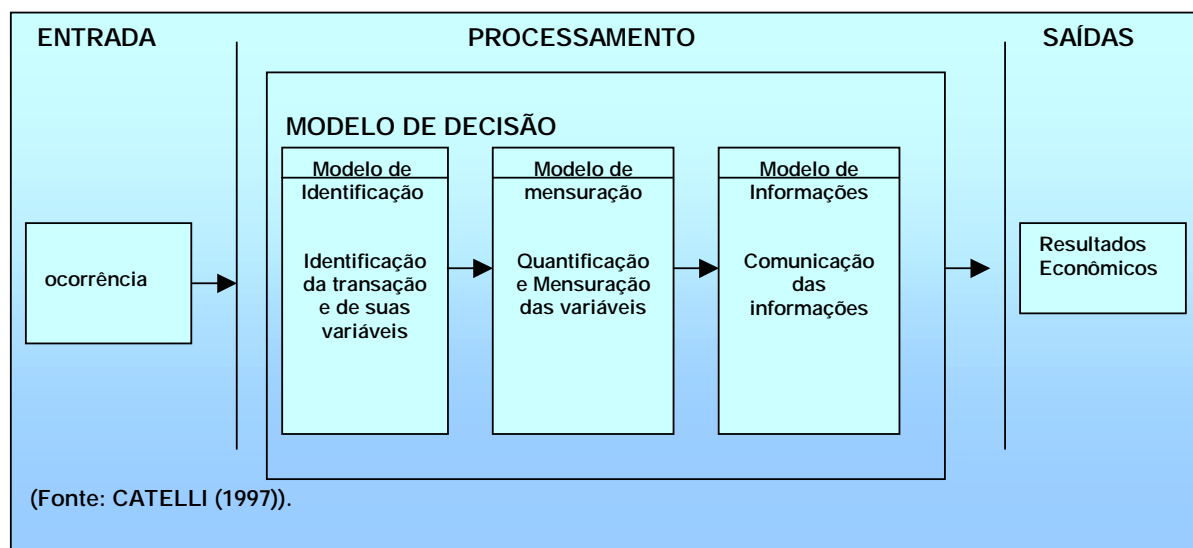 ENTRADA
PROCESSAMENTO
SAÍDAS
MODELO DE DECISÃO
ocorrência
Modelo de
Identificação
Identificação
da transação
e de suas
variáveis
Modelo de
mensuração
Quantificação
e Mensuração
das variáveis
Modelo de
Informações
Comunicação
das
informações
Resultados
Econômicos
(Fonte: CATELLI (1997)).